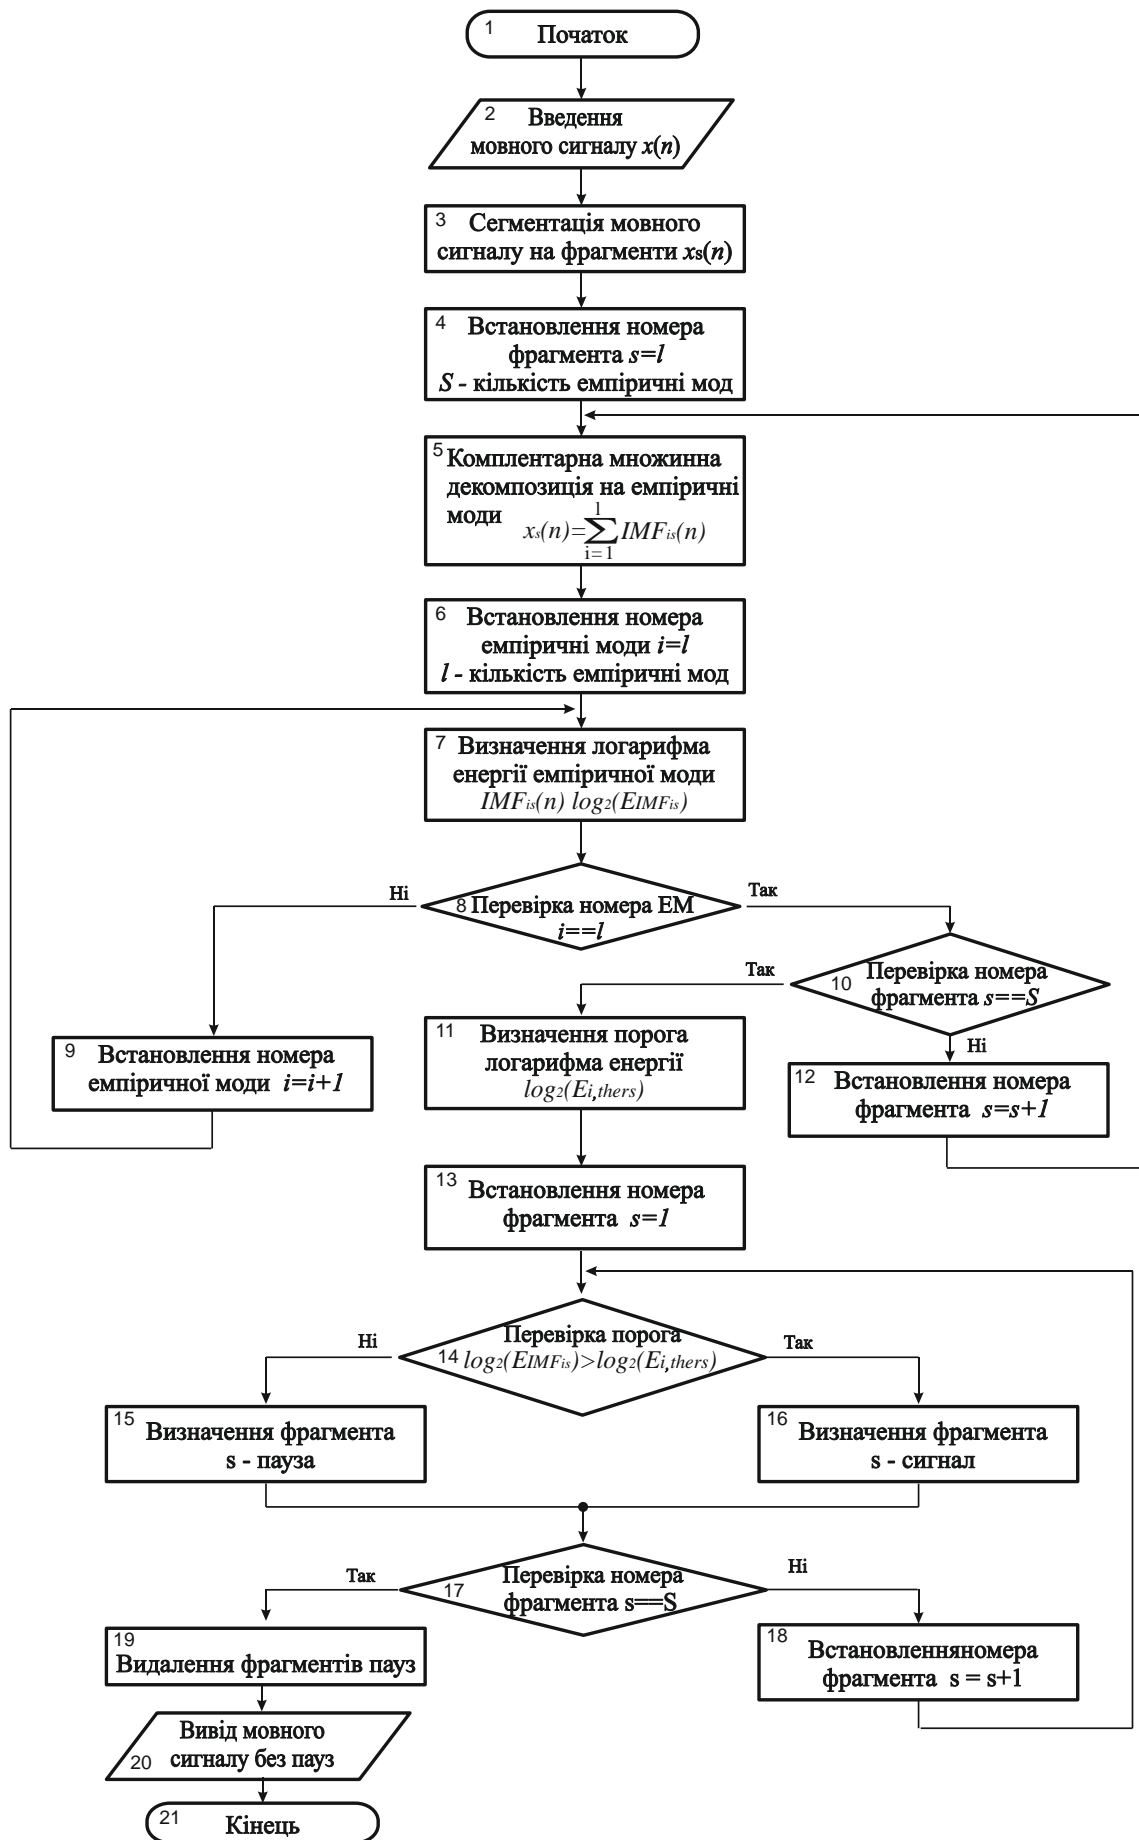 1
Початок
2
Введення
мовного сигналу x(n)
3 Сегментація мовного
сигналу на фрагменти xs(n)
4 Встановлення номера
фрагмента s=l
S - кількість емпіричні мод
5 Комплентарна множинна
декомпозиція на емпіричні
моди
l
xs(n)=∑IMFis(n)
i=1
6 Встановлення номера
емпіричні моди i=l
l - кількість емпіричні мод
7 Визначення логарифма
енергії емпіричної моди
IMFis(n) log2(EIMFis)
Ні
Так
8 Перевірка номера ЕМ
i==l
Так
10 Перевірка номера
фрагмента s==S
Ні
9 Встановлення номера
емпіричної моди i=i+1
11 Визначення порога
логарифма енергії
log2(Ei,thers)
12 Встановлення номера
фрагмента s=s+1
13 Встановлення номера
фрагмента s=1
Ні
Так
Перевірка порога
14 log2(EIMFis)>log2(Ei,thers)
15 Визначення фрагмента
s - пауза
16 Визначення фрагмента
s - сигнал
Так
Ні
17 Перевірка номера
фрагмента s==S
19
Видалення фрагментів пауз
18 Встановленняномера
фрагмента s = s+1
Вивід мовного
20 сигналу без пауз
21 Кінець